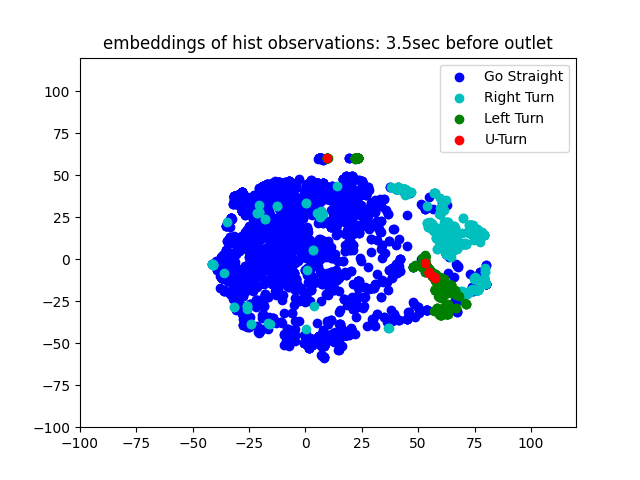 embeddings of hist observations: 3.5sec before outlet
Go Straight
Right Turn
Left Turn
U-Turn
100
75
50
25
0
−25
−50
−75
−100
−100 −75 −50 −25 0 25 50 75 100